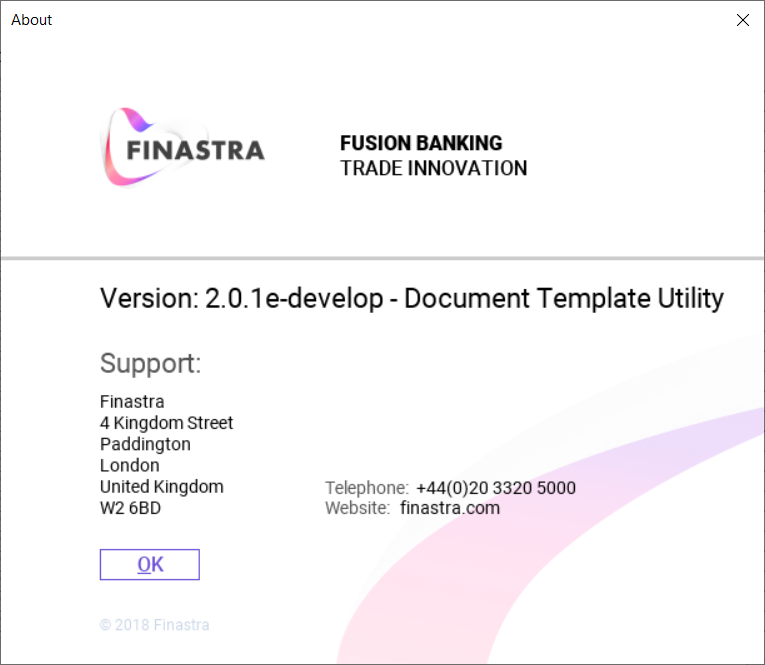 About
FINASTRA
FUSION BANKING
TRADE INNOVATION
Version: 2.0.1e-develop - Document Template Utility
Support:
Finastra
4 Kingdom Street
Paddington
London
United Kingdom
W2 6BD
Telephone: +44(0)20 3320 5000
Website: finastra.com
OK
© 2018 Finastra